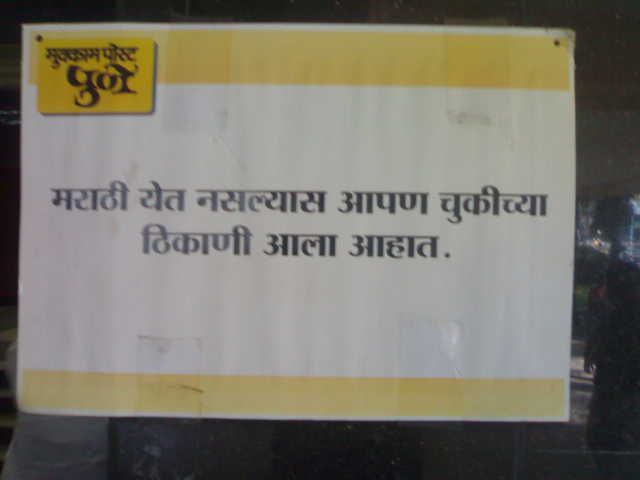 मुक्काम पोस्ट
पुणे
मराठी येत नसल्यास आपण चुकीच्या
ठिकाणी आला आहात.